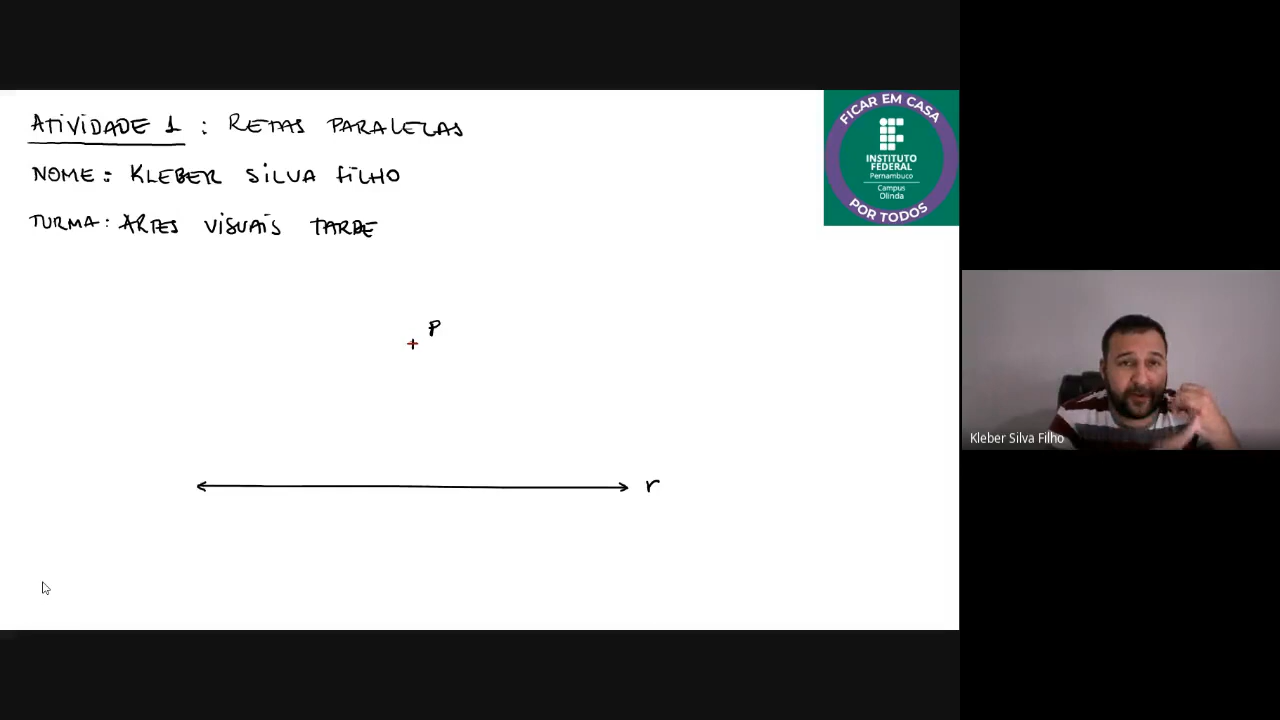 ATIVIDADE 1 : RETAS PARALELAS
NOME: KLEBER SILVA FILHO
TURMA: ARTES VISUAIS TARDE
P
r
FICAR EM CASA
INSTITUTO
FEDERAL
Pernambuco
Campus
Olinda
POR TODOS
Kleber Silva Filho